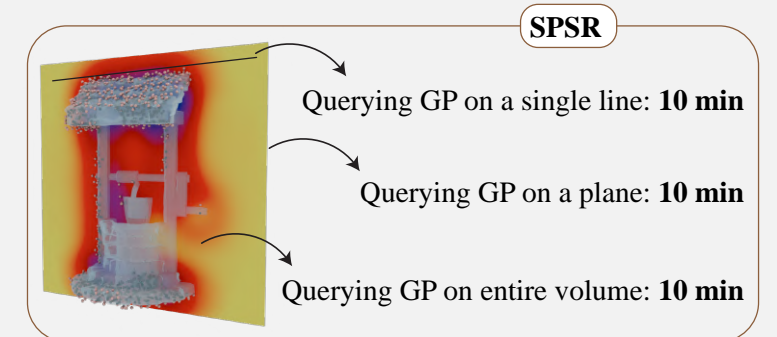 SPSR
Querying GP on a single line: 10 min
Querying GP on a plane: 10 min
Querying GP on entire volume: 10 min